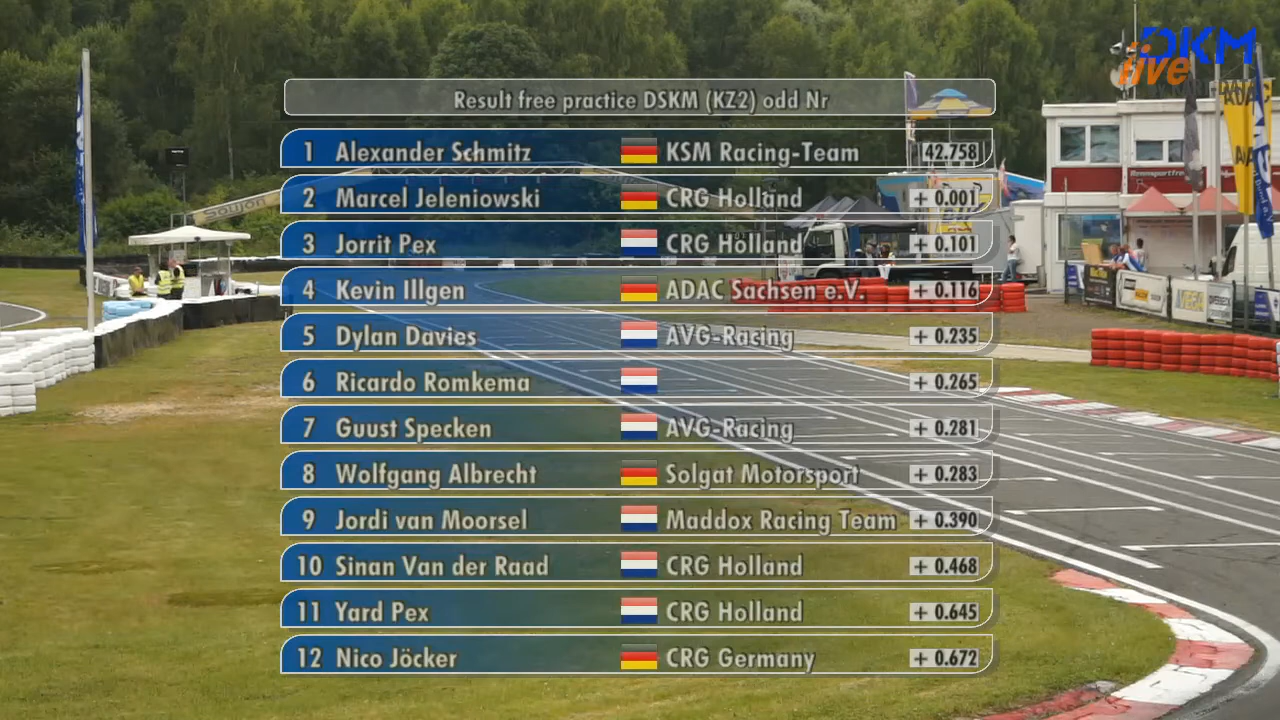 DKM
live
Result free practice DSKM (KZ2) odd Nr
1 Alexander Schmitz KSM Racing-Team 42.758
2 Marcel Jeleniowski CRG Holland + 0.001
3 Jorrit Pex CRG Holland + 0.101
4 Kevin Illgen ADAC Sachsen e.V. + 0.116
5 Dylan Davies AVG-Racing + 0.235
6 Ricardo Romkema + 0.265
7 Guust Specken AVG-Racing + 0.281
8 Wolfgang Albrecht Solgat Motorsport + 0.283
9 Jordi van Moorsel Maddox Racing Team + 0.390
10 Sinan Van der Raad CRG Holland + 0.468
11 Yard Pex CRG Holland + 0.645
12 Nico Jöcker CRG Germany + 0.672